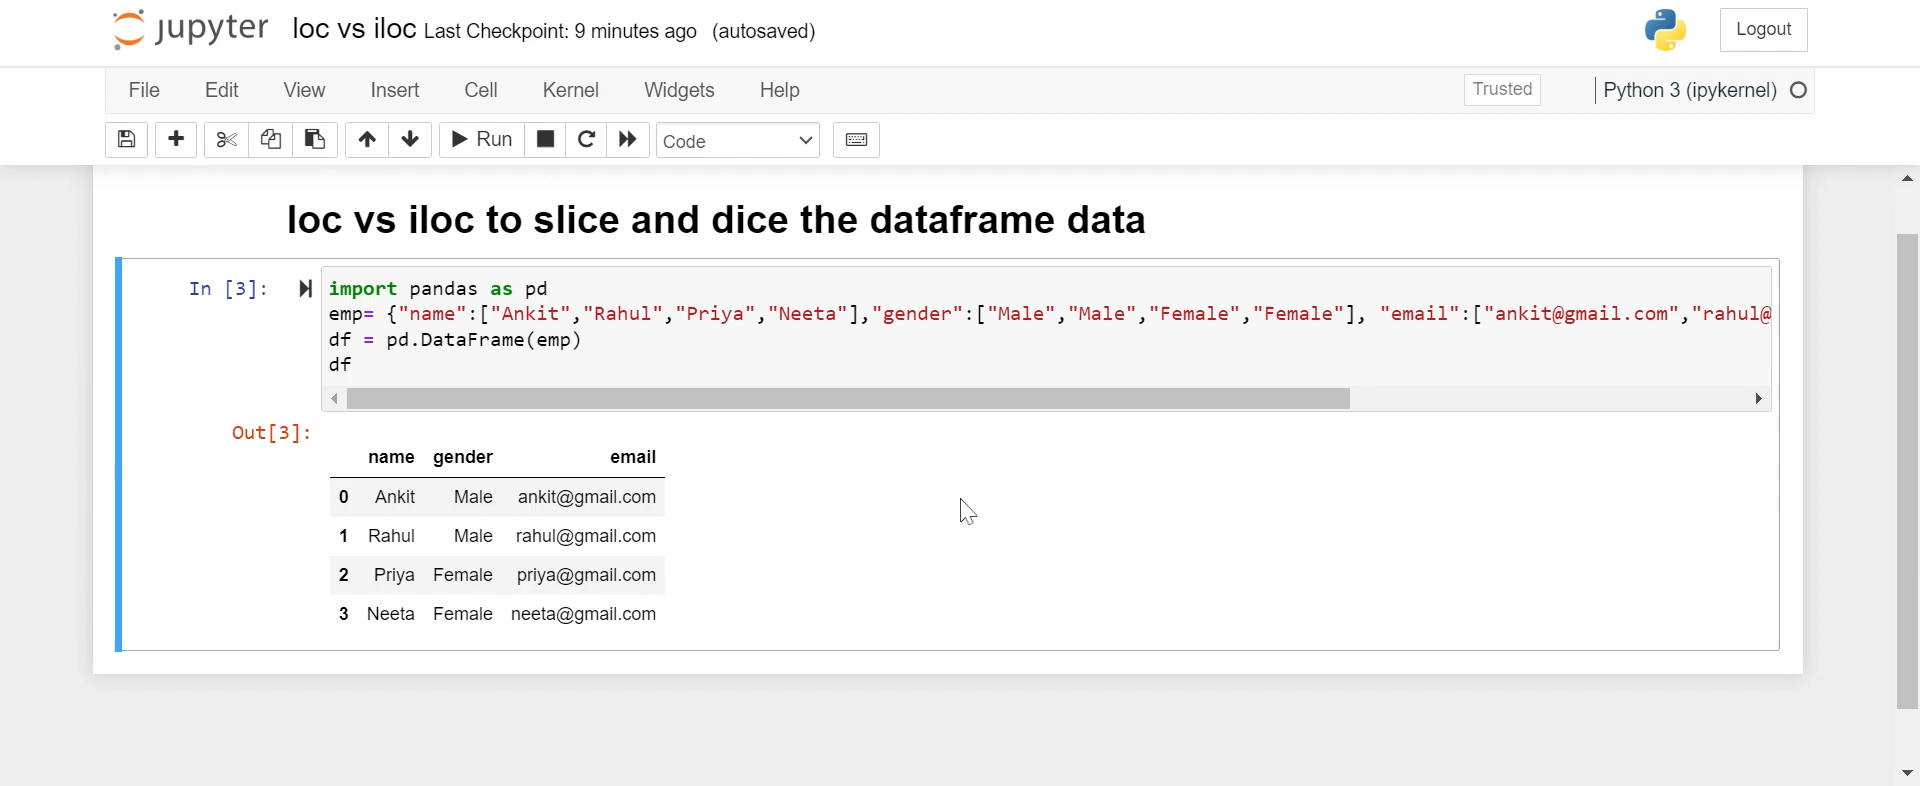 jupyter loc vs iloc Last Checkpoint: 9 minutes ago (autosaved) Logout
File Edit View Insert Cell Kernel Widgets Help Trusted Python 3 (ipykernel)
Run Code
loc vs iloc to slice and dice the dataframe data
In [3]: import pandas as pd
emp= {"name":["Ankit","Rahul","Priya","Neeta"],"gender":["Male","Male","Female","Female"], "email":["ankit@gmail.com","rahul@
df = pd.DataFrame(emp)
df
Out[3]:
name gender email
0 Ankit Male ankit@gmail.com
1 Rahul Male rahul@gmail.com
2 Priya Female priya@gmail.com
3 Neeta Female neeta@gmail.com